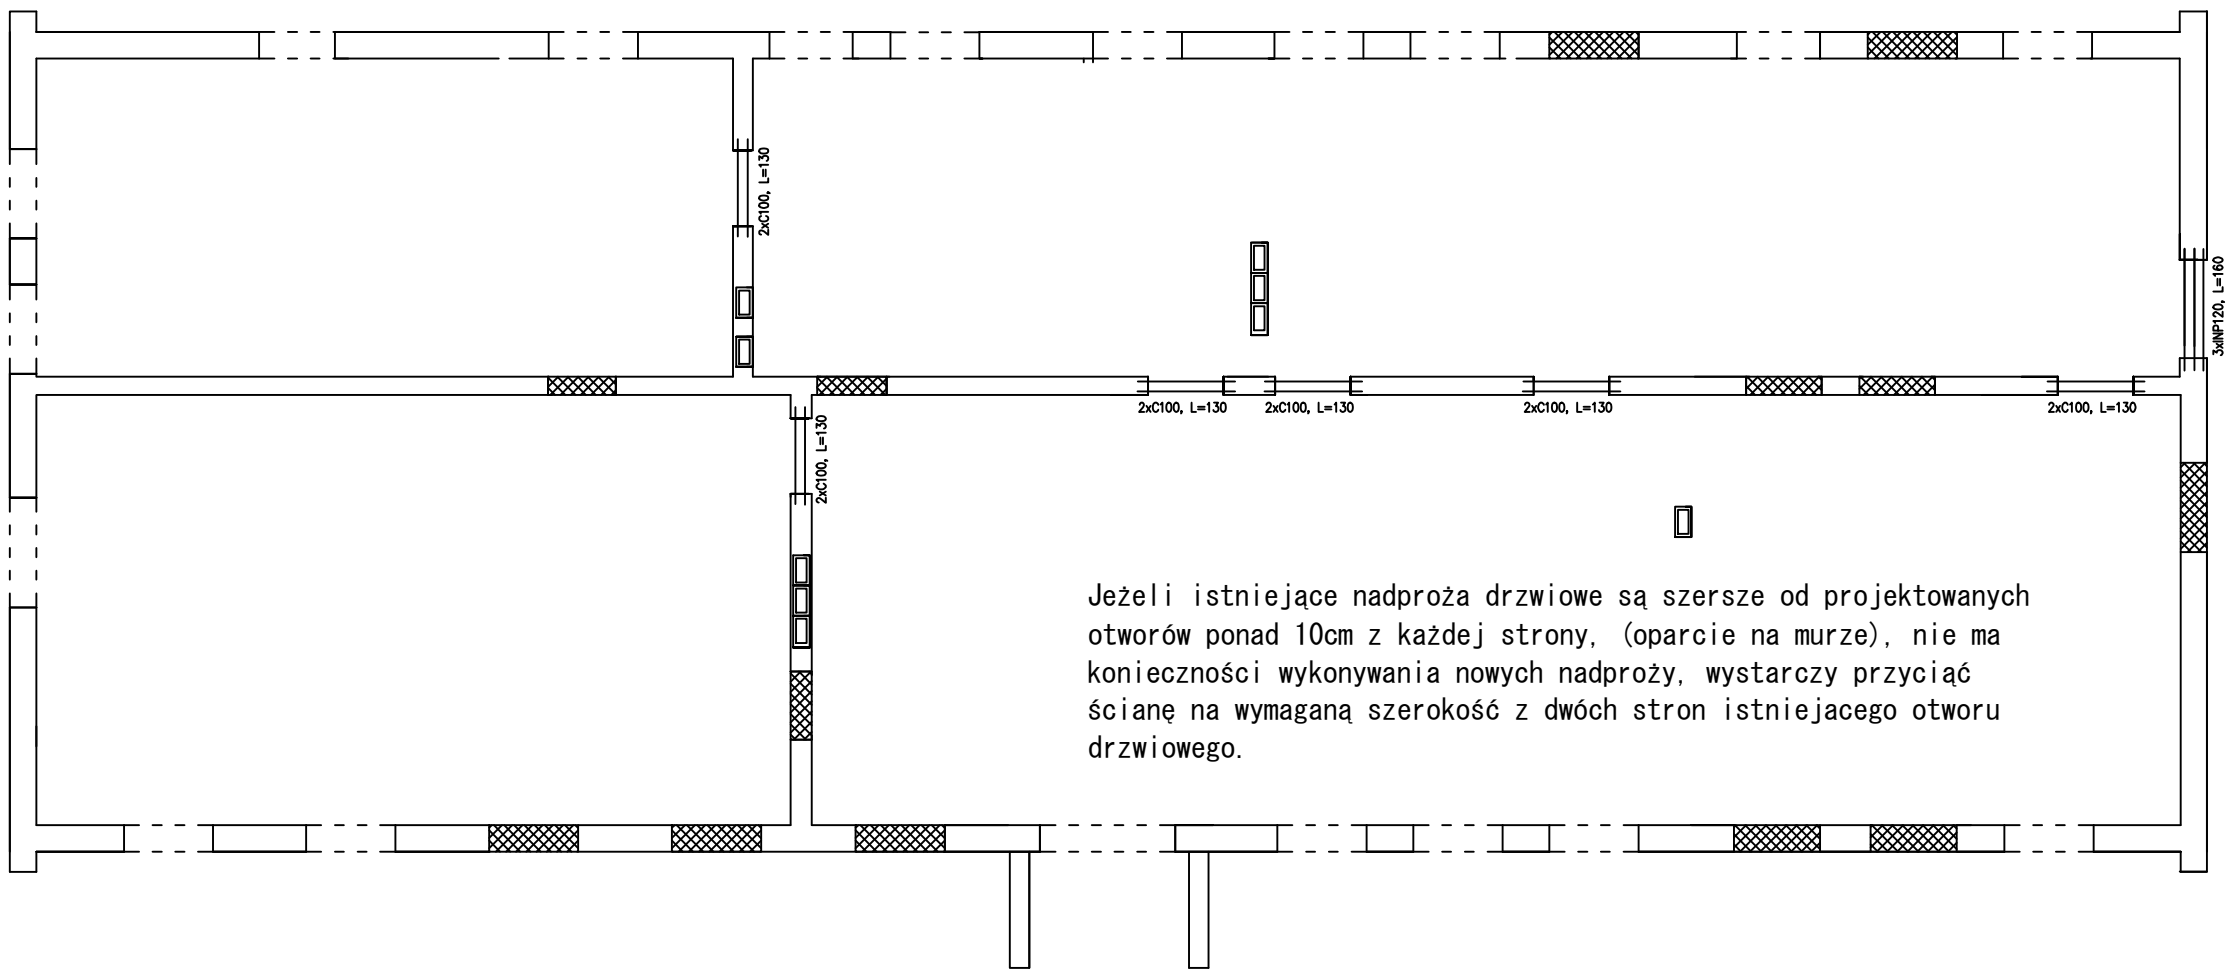 2xC100, L=130
3xINP120, L=160
2xC100, L=130
2xC100, L=130
2xC100, L=130
2xC100, L=130
2xC100, L=130
Jeżeli istniejące nadproża drzwiowe są szersze od projektowanych
otworów ponad 10cm z każdej strony, (oparcie na murze), nie ma
konieczności wykonywania nowych nadproży, wystarczy przyciąć
ścianę na wymaganą szerokość z dwóch stron istniejacego otworu
drzwiowego.